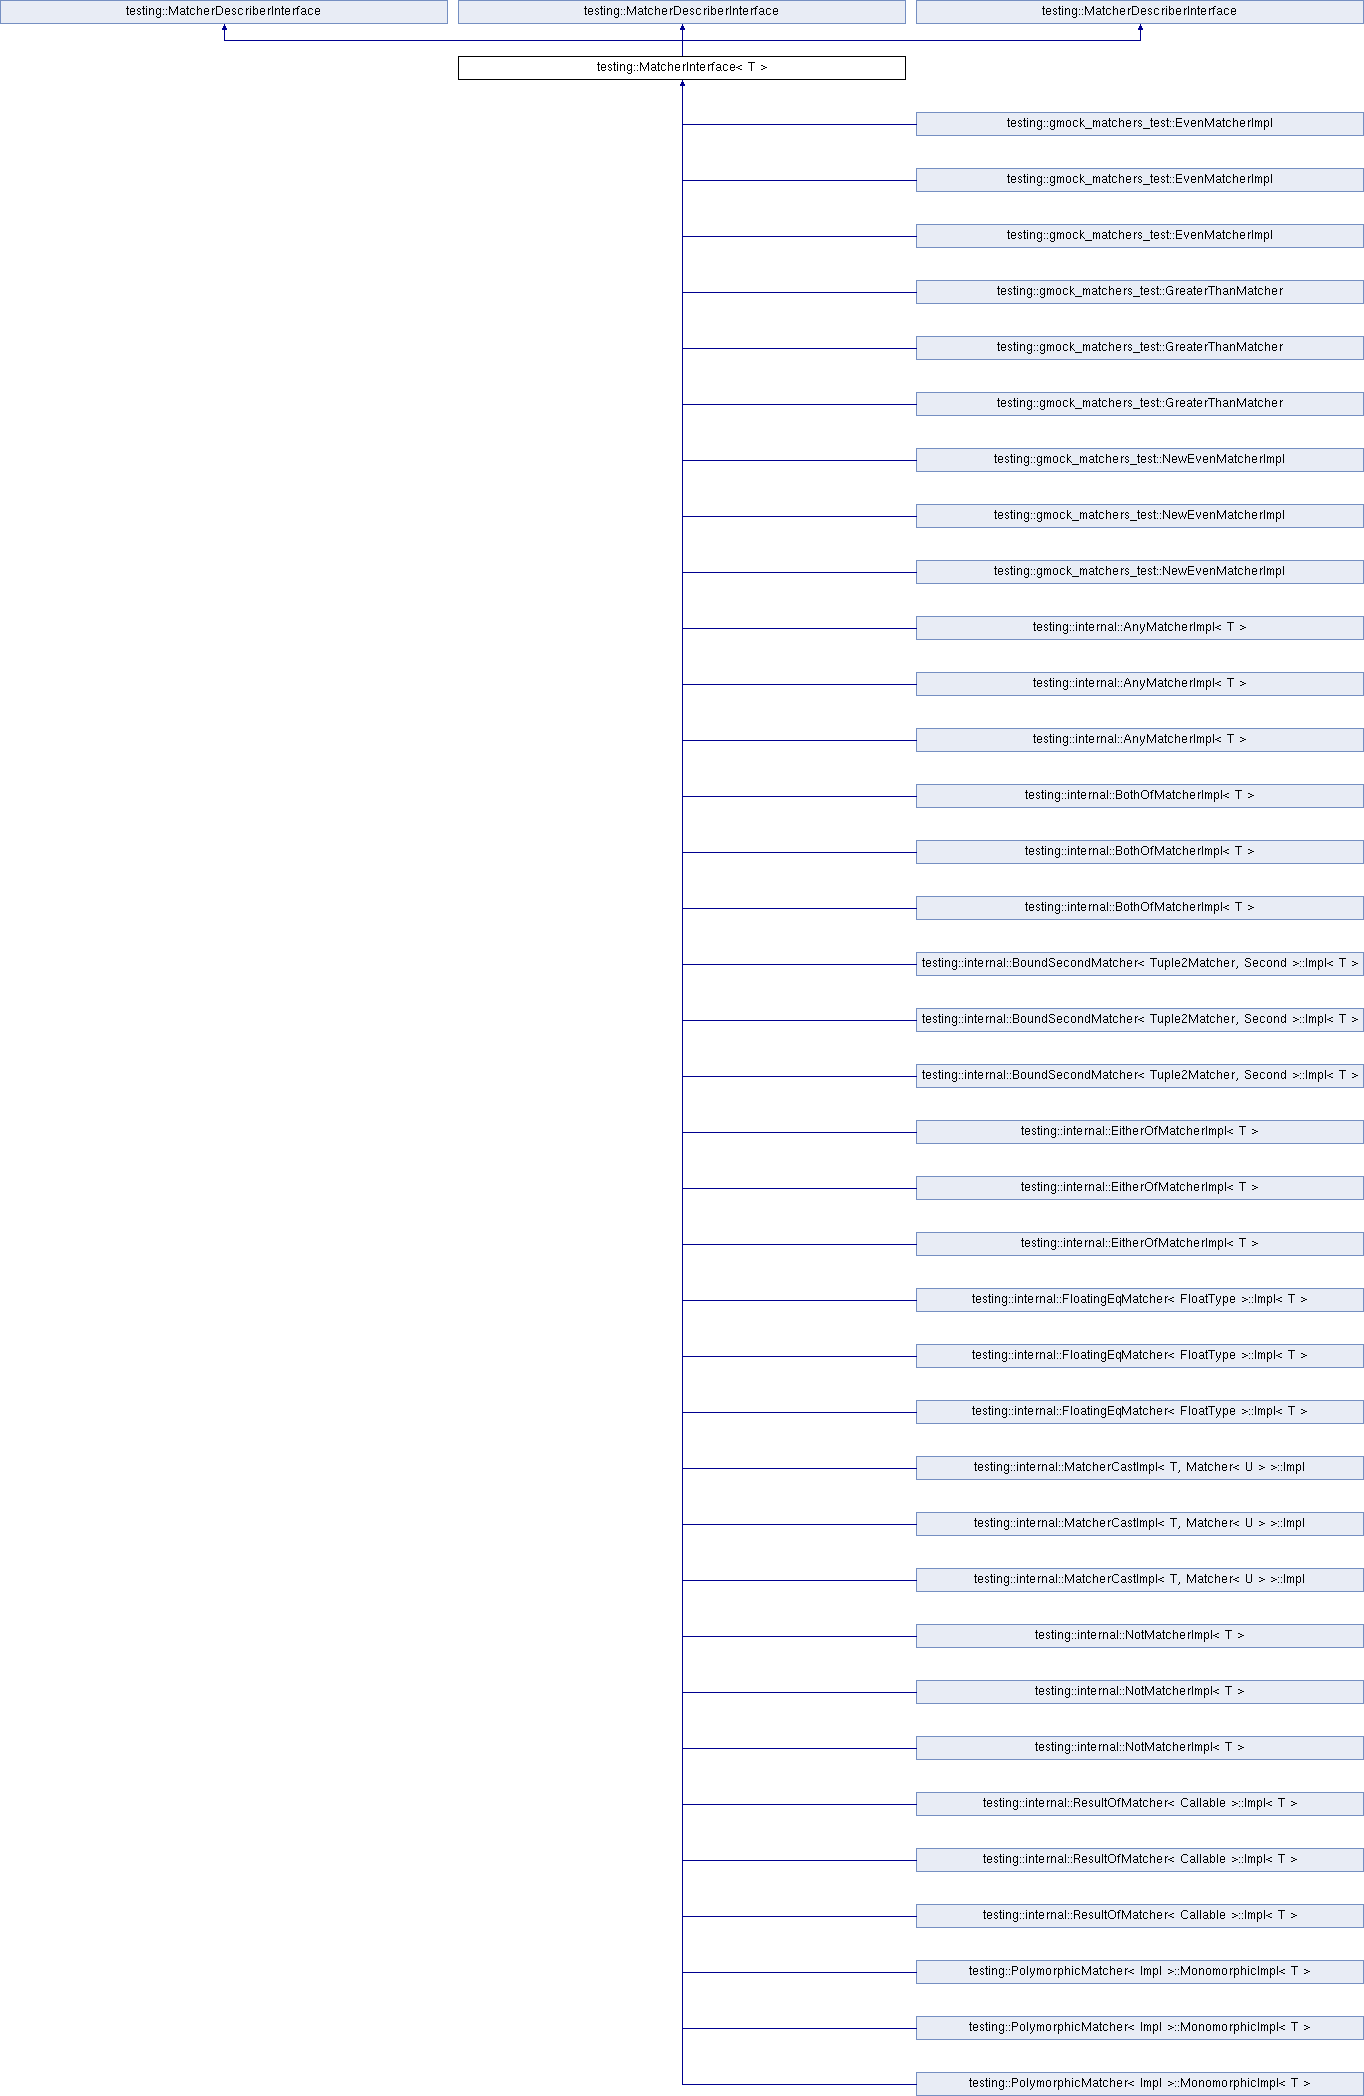 testing::MatcherDescriberInterface
testing::MatcherDescriberInterface
testing::MatcherDescriberInterface
testing::MatcherInterface< T >
testing::gmock_matchers_test::EvenMatcherImpl
testing::gmock_matchers_test::EvenMatcherImpl
testing::gmock_matchers_test::EvenMatcherImpl
testing::gmock_matchers_test::GreaterThanMatcher
testing::gmock_matchers_test::GreaterThanMatcher
testing::gmock_matchers_test::GreaterThanMatcher
testing::gmock_matchers_test::NewEvenMatcherImpl
testing::gmock_matchers_test::NewEvenMatcherImpl
testing::gmock_matchers_test::NewEvenMatcherImpl
testing::internal::AnyMatcherImpl< T >
testing::internal::AnyMatcherImpl< T >
testing::internal::AnyMatcherImpl< T >
testing::internal::BothOfMatcherImpl< T >
testing::internal::BothOfMatcherImpl< T >
testing::internal::BothOfMatcherImpl< T >
testing::internal::BoundSecondMatcher< Tuple2Matcher, Second >::Impl< T >
testing::internal::BoundSecondMatcher< Tuple2Matcher, Second >::Impl< T >
testing::internal::BoundSecondMatcher< Tuple2Matcher, Second >::Impl< T >
testing::internal::EitherOfMatcherImpl< T >
testing::internal::EitherOfMatcherImpl< T >
testing::internal::EitherOfMatcherImpl< T >
testing::internal::FloatingEqMatcher< FloatType >::Impl< T >
testing::internal::FloatingEqMatcher< FloatType >::Impl< T >
testing::internal::FloatingEqMatcher< FloatType >::Impl< T >
testing::internal::MatcherCastImpl< T, Matcher< U > >::Impl
testing::internal::MatcherCastImpl< T, Matcher< U > >::Impl
testing::internal::MatcherCastImpl< T, Matcher< U > >::Impl
testing::internal::NotMatcherImpl< T >
testing::internal::NotMatcherImpl< T >
testing::internal::NotMatcherImpl< T >
testing::internal::ResultOfMatcher< Callable >::Impl< T >
testing::internal::ResultOfMatcher< Callable >::Impl< T >
testing::internal::ResultOfMatcher< Callable >::Impl< T >
testing::PolymorphicMatcher< Impl >::MonomorphicImpl< T >
testing::PolymorphicMatcher< Impl >::MonomorphicImpl< T >
testing::PolymorphicMatcher< Impl >::MonomorphicImpl< T >